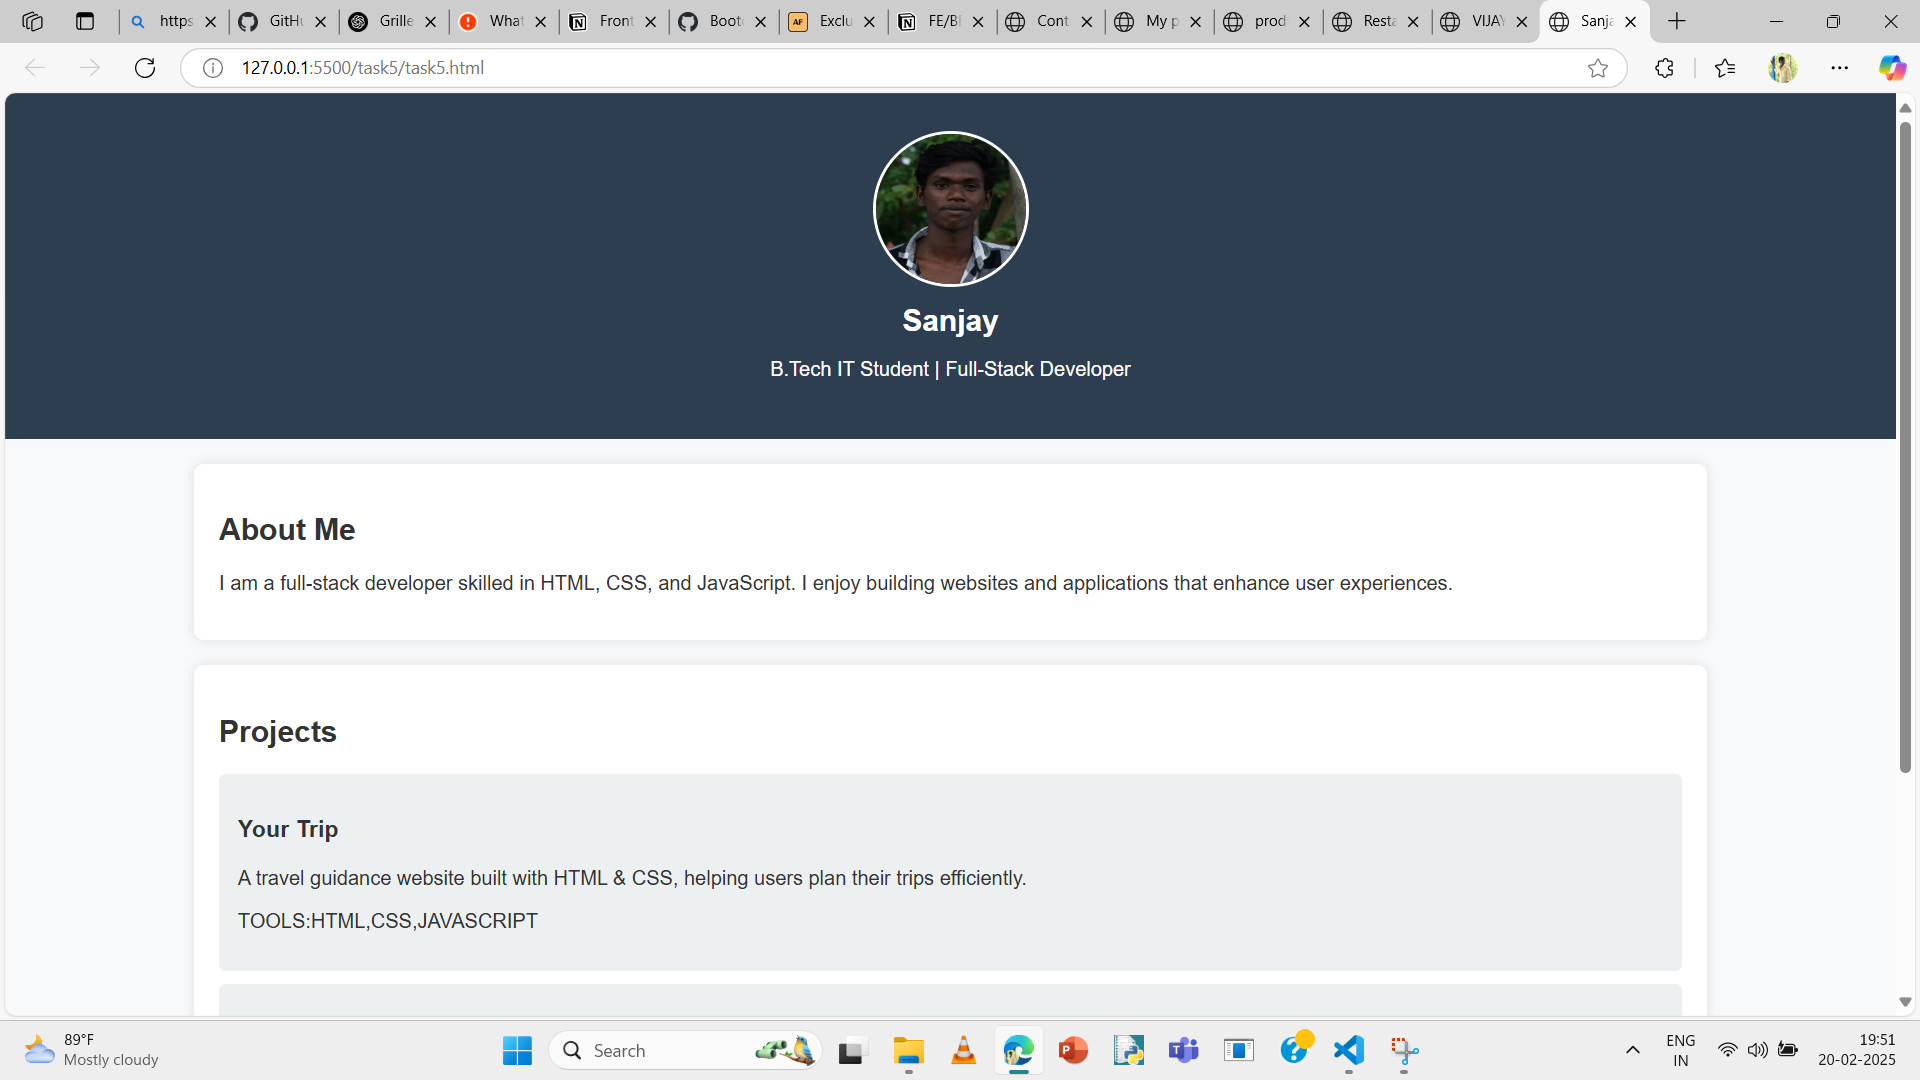 https
GitHu
Grille
What
Front
Boote
AF
Exclu
FE/BE
Cont
My p
prod
Resta
VIJAY
Sanja
127.0.0.1:5500/task5/task5.html
Sanjay
B.Tech IT Student | Full-Stack Developer
About Me
I am a full-stack developer skilled in HTML, CSS, and JavaScript. I enjoy building websites and applications that enhance user experiences.
Projects
Your Trip
A travel guidance website built with HTML & CSS, helping users plan their trips efficiently.
TOOLS:HTML,CSS,JAVASCRIPT
89°F
Mostly cloudy
Search
ENG
IN
19:51
20-02-2025